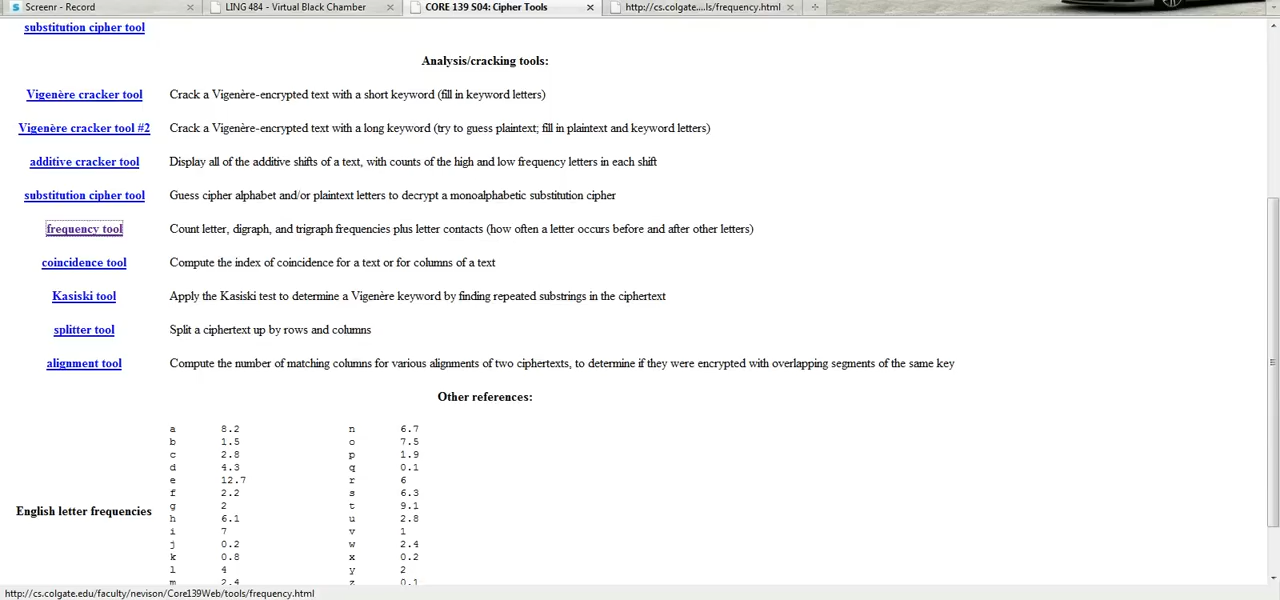 Screenr - Record
LING 484 - Virtual Black Chamber
CORE 139 S04: Cipher Tools
http://cs.colgate....ls/frequency.html
substitution cipher tool
Analysis/cracking tools:
Vigenère cracker tool Crack a Vigenère-encrypted text with a short keyword (fill in keyword letters)
Vigenère cracker tool #2 Crack a Vigenère-encrypted text with a long keyword (try to guess plaintext; fill in plaintext and keyword letters)
additive cracker tool Display all of the additive shifts of a text, with counts of the high and low frequency letters in each shift
substitution cipher tool Guess cipher alphabet and/or plaintext letters to decrypt a monoalphabetic substitution cipher
frequency tool Count letter, digraph, and trigraph frequencies plus letter contacts (how often a letter occurs before and after other letters)
coincidence tool Compute the index of coincidence for a text or for columns of a text
Kasiski tool Apply the Kasiski test to determine a Vigenère keyword by finding repeated substrings in the ciphertext
splitter tool Split a ciphertext up by rows and columns
alignment tool Compute the number of matching columns for various alignments of two ciphertexts, to determine if they were encrypted with overlapping segments of the same key
Other references:
English letter frequencies
a 8.2 n 6.7
b 1.5 o 7.5
c 2.8 p 1.9
d 4.3 q 0.1
e 12.7 r 6
f 2.2 s 6.3
g 2 t 9.1
h 6.1 u 2.8
i 7 v 1
j 0.2 w 2.4
k 0.8 x 0.2
l 4 y 2
m 2.4 z 0.1
http://cs.colgate.edu/faculty/nevison/Core139Web/tools/frequency.html